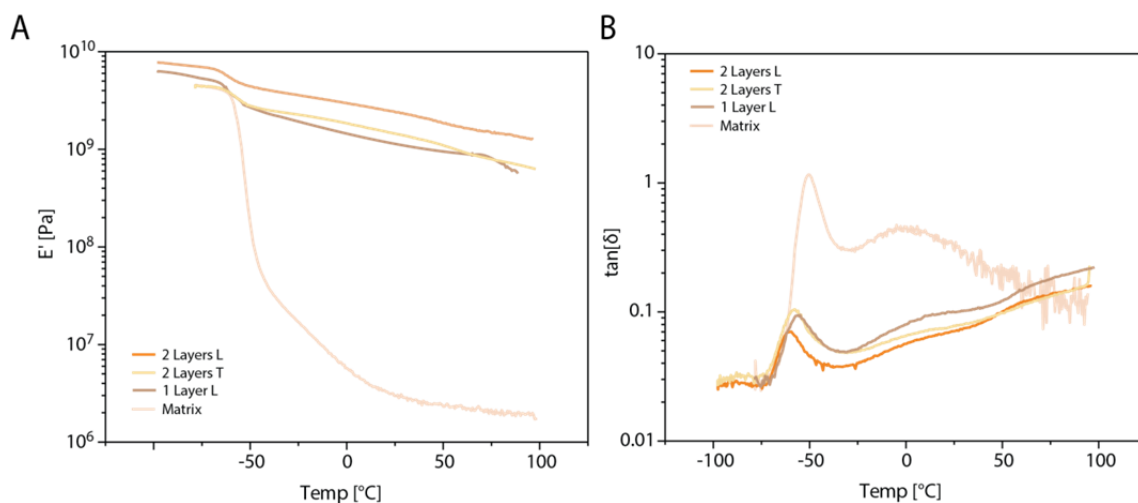 A
10¹⁰
10⁹
10⁸
10⁷
10⁶
E' [Pa]
2 Layers L
2 Layers T
1 Layer L
Matrix
-50
0
50
100
Temp [°C]
B
10
1
0.1
0.01
tan[δ]
2 Layers L
2 Layers T
1 Layer L
Matrix
-100
-50
0
50
100
Temp [°C]